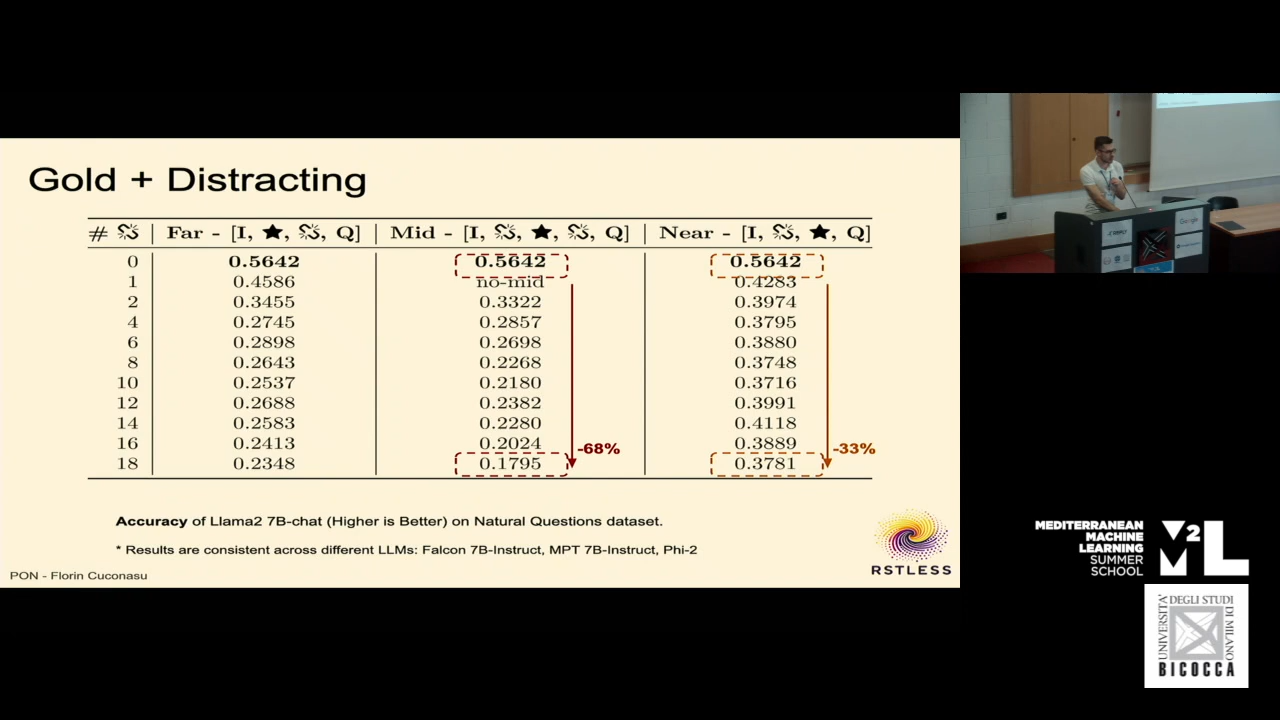 Gold + Distracting
# | Far - [I, ★, , Q] | Mid - [I, , ★, , Q] | Near - [I, , ★, Q]
0 0.5642 0.5642 0.5642
1 0.4586 no-mid 0.4283
2 0.3455 0.3322 0.3974
4 0.2745 0.2857 0.3795
6 0.2898 0.2698 0.3880
8 0.2643 0.2268 0.3748
10 0.2537 0.2180 0.3716
12 0.2688 0.2382 0.3991
14 0.2583 0.2280 0.4118
16 0.2413 0.2024 0.3889
-68% -33%
18 0.2348 0.1795 0.3781
Accuracy of Llama2 7B-chat (Higher is Better) on Natural Questions dataset.
* Results are consistent across different LLMs: Falcon 7B-Instruct, MPT 7B-Instruct, Phi-2
RSTLESS
PON - Florin Cuconasu
MEDITERRANEAN
MACHINE
LEARNING
SUMMER
SCHOOL
M2L
UNIVERSITÀ
DEGLI STUDI
DI MILANO
BICOCCA